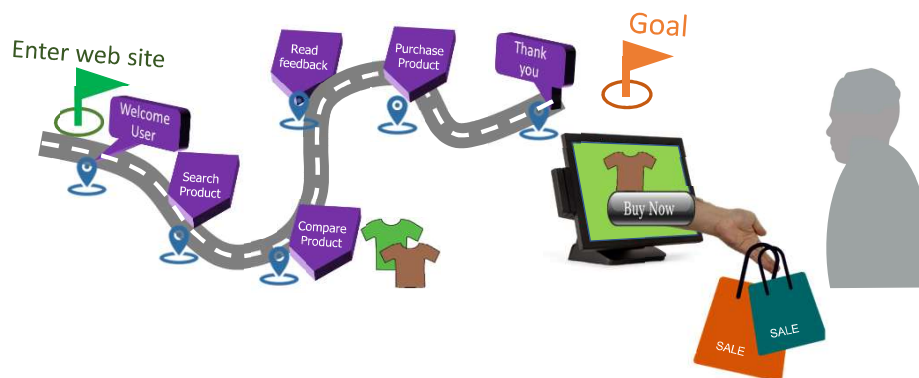 Enter web site
Welcome
User
Search
Product
Compare
Product
Read
feedback
Purchase
Product
Thank
you
Goal
Buy Now
SALE
SALE